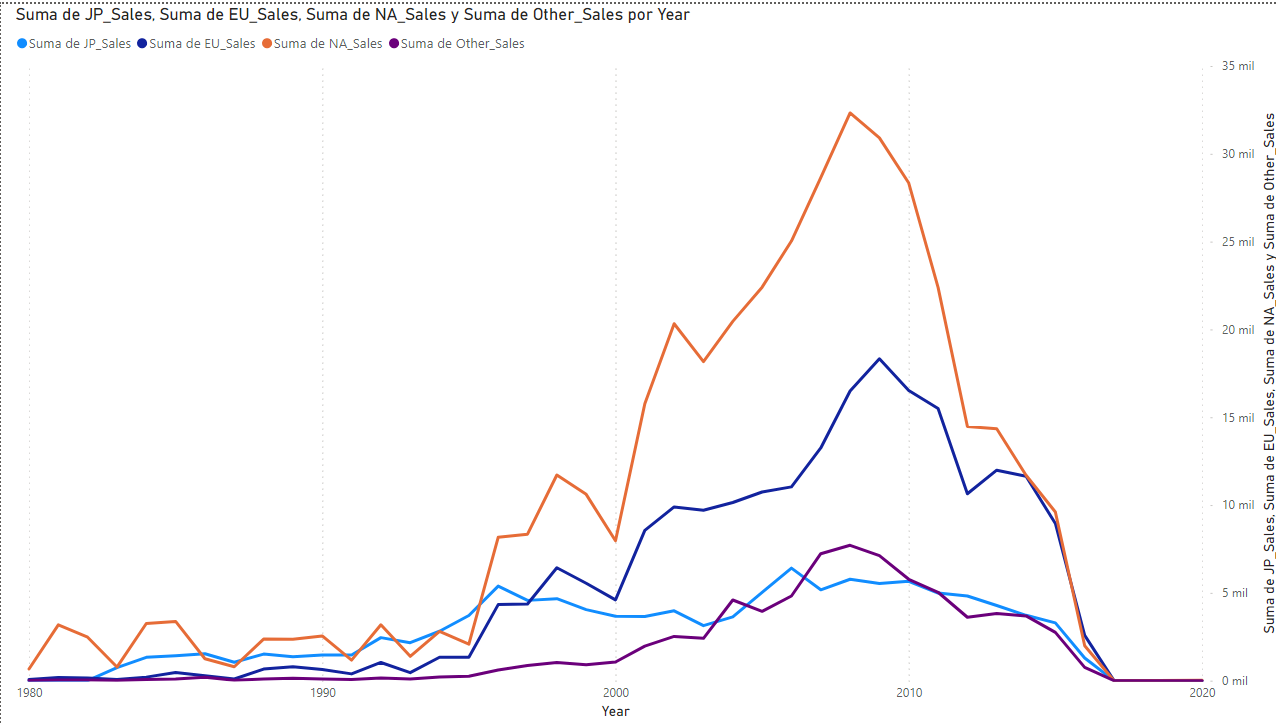 Suma de JP_Sales, Suma de EU_Sales, Suma de NA_Sales y Suma de Other_Sales por Year
Suma de JP_Sales Suma de EU_Sales Suma de NA_Sales Suma de Other_Sales
35 mil
30 mil
25 mil
20 mil
15 mil
10 mil
5 mil
0 mil
Suma de JP_Sales, Suma de EU_Sales, Suma de NA_Sales y Suma de Other_Sales
1980 1990 2000 2010 2020
Year